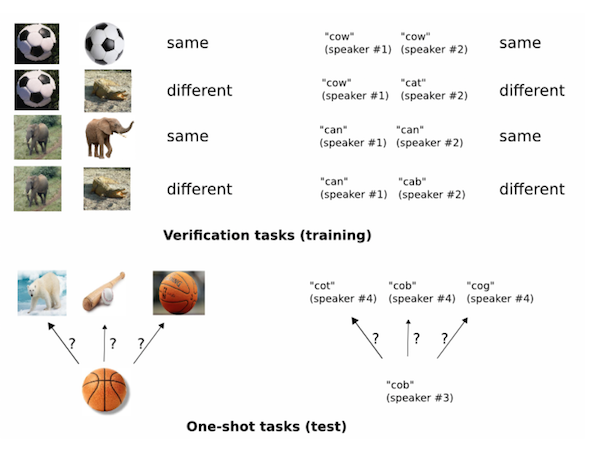 same "cow" (speaker #1) "cow" (speaker #2) same
different "cow" (speaker #1) "cat" (speaker #2) different
same "can" (speaker #1) "can" (speaker #2) same
different "can" (speaker #1) "cab" (speaker #2) different
Verification tasks (training)
"cot" "cob" "cog"
(speaker #4) (speaker #4) (speaker #4)
? ? ? ? ? ?
"cob"
(speaker #3)
One-shot tasks (test)